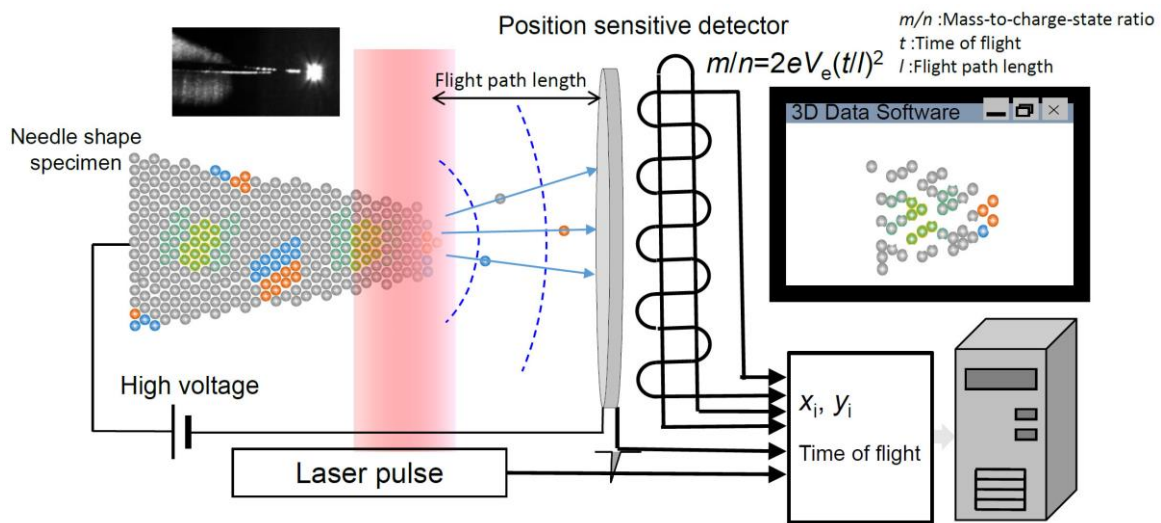 Position sensitive detector
m/n :Mass-to-charge-state ratio
t :Time of flight
l : Flight path length
m/n=2eVₑ(t/l)²
Flight path length
3D Data Software
Needle shape
specimen
High voltage
Laser pulse
xᵢ, yᵢ
Time of flight